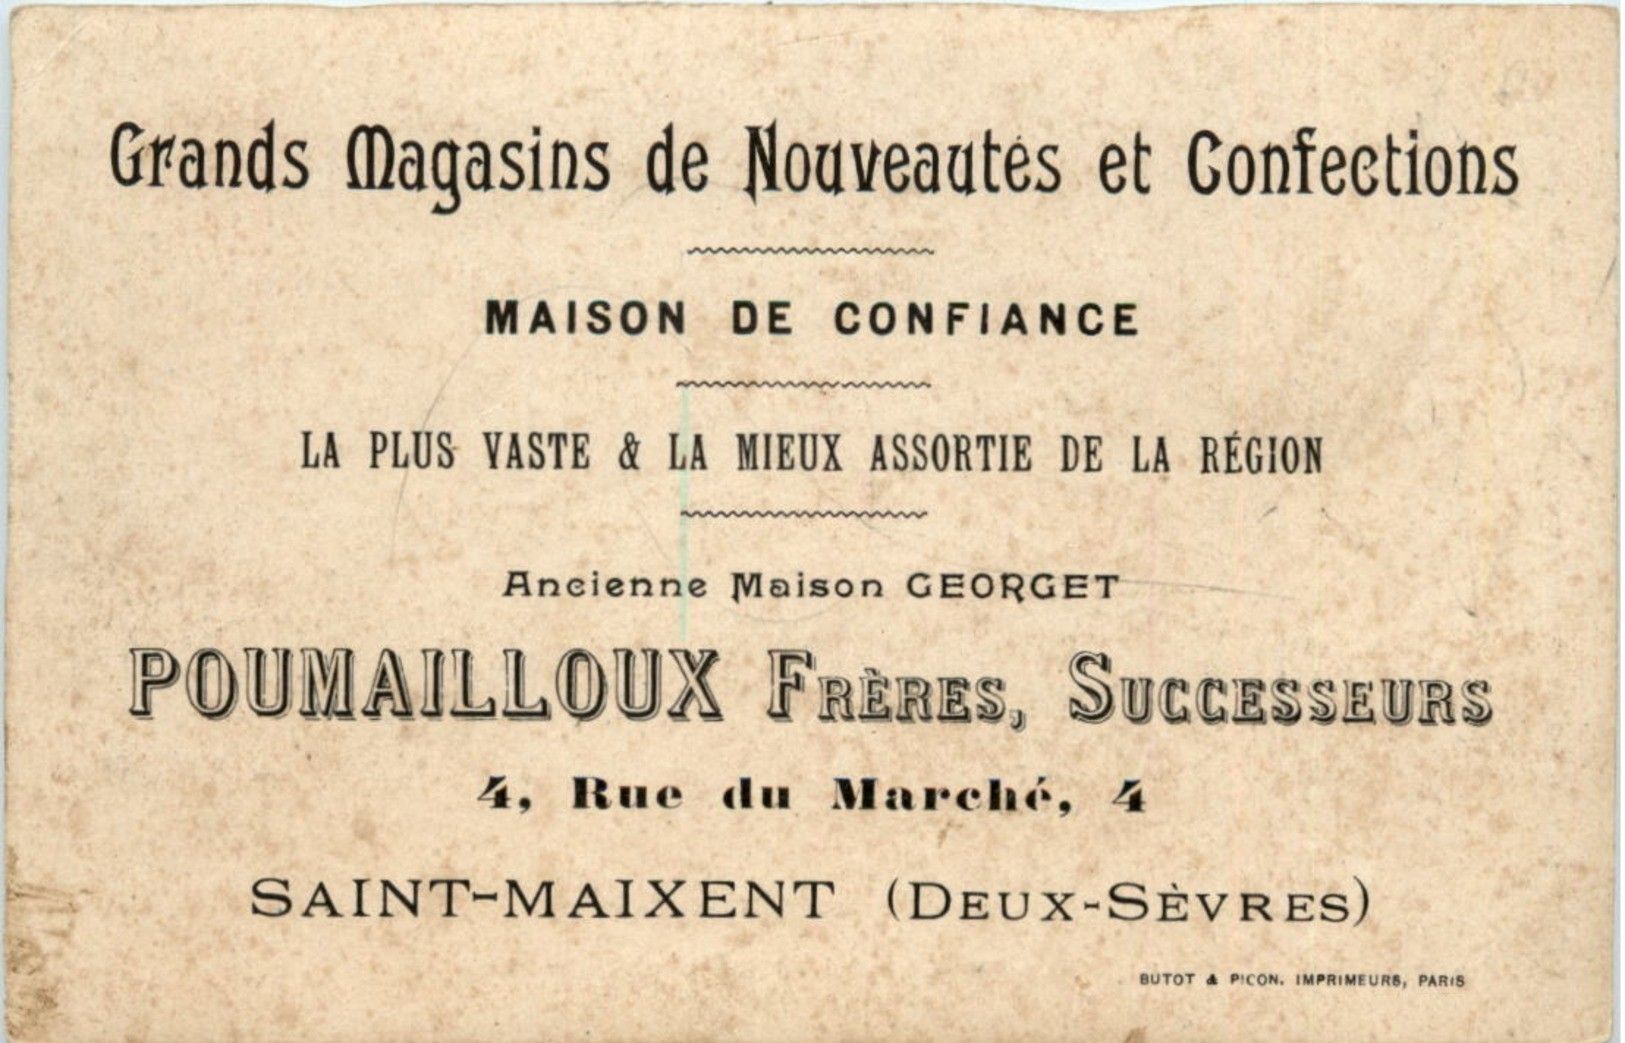 Grands Magasins de Nouveautés et Confections
MAISON DE CONFIANCE
LA PLUS VASTE & LA MIEUX ASSORTIE DE LA RÉGION
Ancienne Maison GEORGET
POUMAILLOUX FRÈRES, SUCCESSEURS
4, Rue du Marché, 4
SAINT-MAIXENT (DEUX-SÈVRES)
BUTOT & PICON. IMPRIMEURS, PARIS